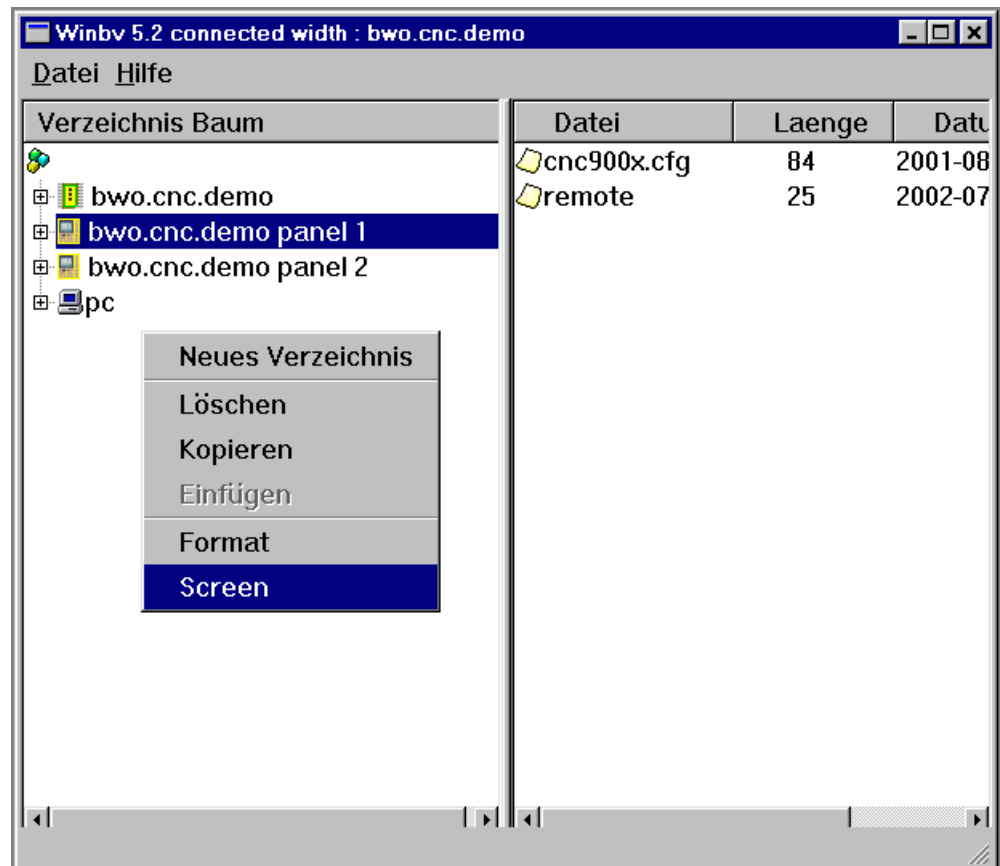 Winbv 5.2 connected width : bwo.cnc.demo
Datei Hilfe
Verzeichnis Baum
bwo.cnc.demo
bwo.cnc.demo panel 1
bwo.cnc.demo panel 2
pc
Neues Verzeichnis
Löschen
Kopieren
Einfügen
Format
Screen
Datei Laenge Datu
cnc900x.cfg 84 2001-08
remote 25 2002-07